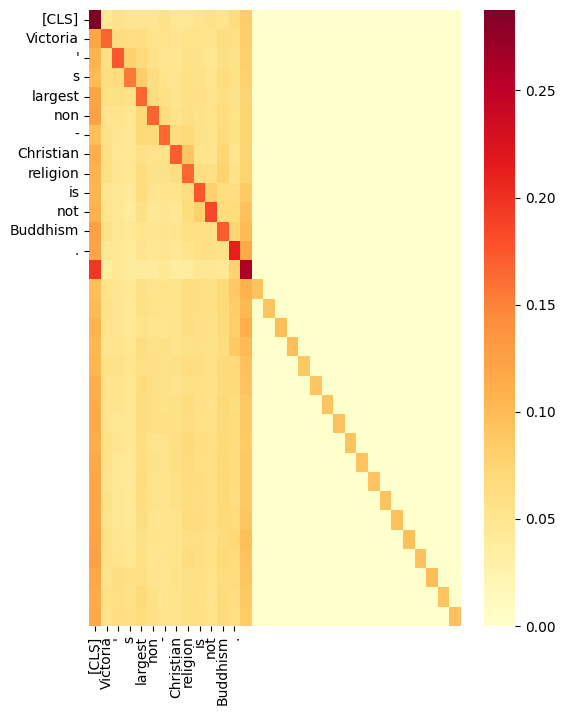 [CLS]
Victoria
'
s
largest
non
-
Christian
religion
is
not
Buddhism
.
0.25
0.20
0.15
0.10
0.05
0.00
[CLS]
Victoria
'
s
largest
non
-
Christian
religion
is
not
Buddhism
.